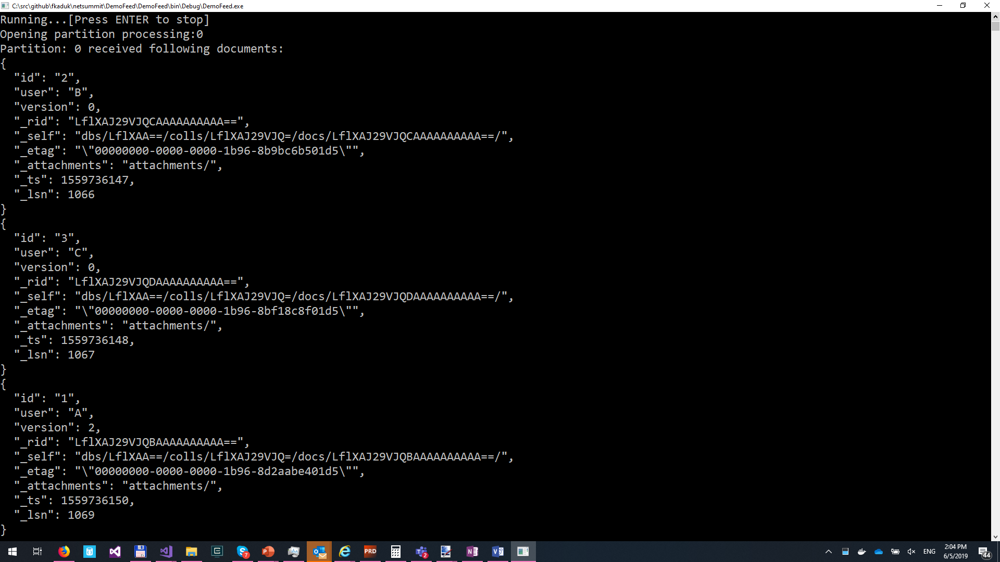 C:\src\github\fkaduk\netsummit\DemoFeed\DemoFeed\bin\Debug\DemoFeed.exe
Running...[Press ENTER to stop]
Opening partition processing:0
Partition: 0 received following documents:
{
  "id": "2",
  "user": "B",
  "version": 0,
  "_rid": "LflXAJ29VJQCAAAAAAAAAA==",
  "_self": "dbs/LflXAA==/colls/LflXAJ29VJQ=/docs/LflXAJ29VJQCAAAAAAAAAA==/",
  "_etag": "\"00000000-0000-0000-1b96-8b9bc6b501d5\"",
  "_attachments": "attachments/",
  "_ts": 1559736147,
  "_lsn": 1066
}
{
  "id": "3",
  "user": "C",
  "version": 0,
  "_rid": "LflXAJ29VJQDAAAAAAAAAA==",
  "_self": "dbs/LflXAA==/colls/LflXAJ29VJQ=/docs/LflXAJ29VJQDAAAAAAAAAA==/",
  "_etag": "\"00000000-0000-0000-1b96-8bf18c8f01d5\"",
  "_attachments": "attachments/",
  "_ts": 1559736148,
  "_lsn": 1067
}
{
  "id": "1",
  "user": "A",
  "version": 2,
  "_rid": "LflXAJ29VJQBAAAAAAAAAA==",
  "_self": "dbs/LflXAA==/colls/LflXAJ29VJQ=/docs/LflXAJ29VJQBAAAAAAAAAA==/",
  "_etag": "\"00000000-0000-0000-1b96-8d2aabe401d5\"",
  "_attachments": "attachments/",
  "_ts": 1559736150,
  "_lsn": 1069
}
7
PRD
2
ENG
2:04 PM
6/5/2019
44